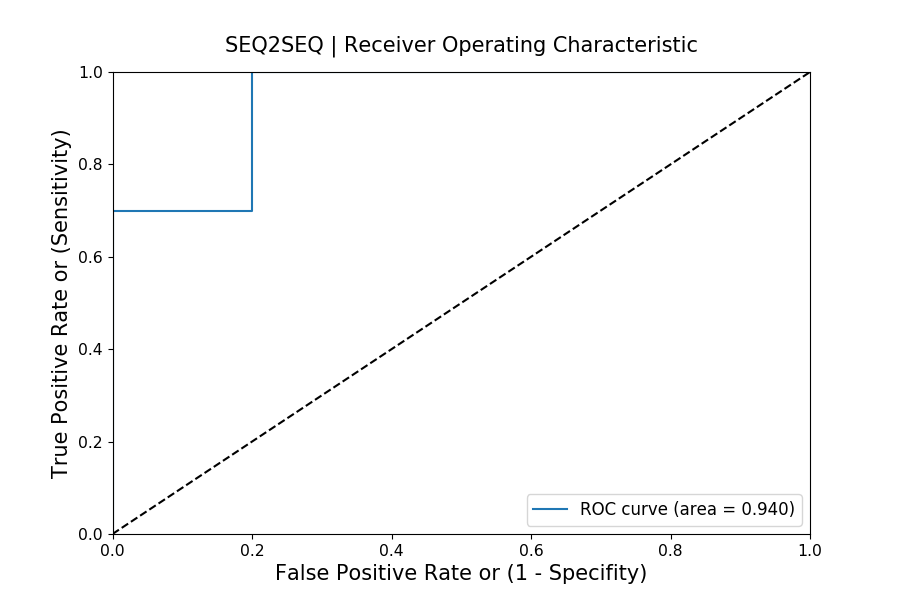 SEQ2SEQ | Receiver Operating Characteristic
1.0
0.8
0.6
0.4
0.2
0.0
True Positive Rate or (Sensitivity)
ROC curve (area = 0.940)
0.0 0.2 0.4 0.6 0.8 1.0
False Positive Rate or (1 - Specifity)